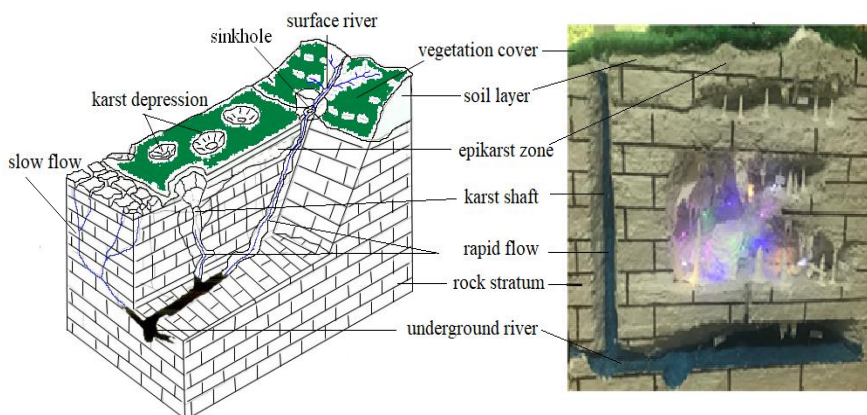 surface river
sinkhole
vegetation cover
karst depression
soil layer
slow flow
epikarst zone
karst shaft
rapid flow
rock stratum
underground river